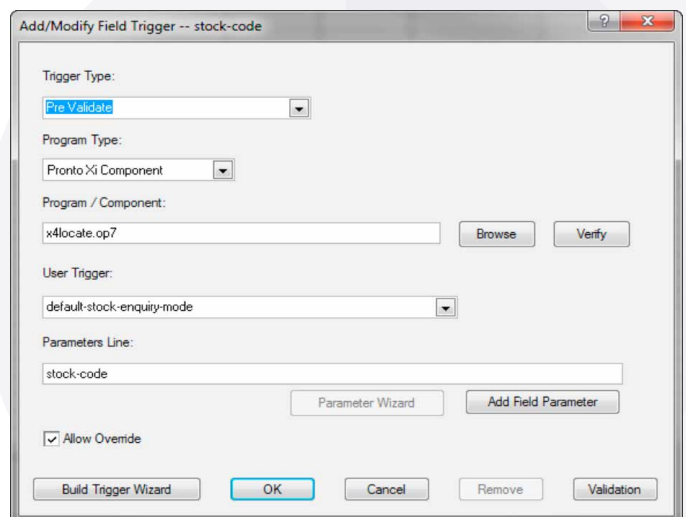 Add/Modify Field Trigger -- stock-code
?
Trigger Type:
Pre Validate
Program Type:
Pronto Xi Component
Program / Component:
x4locate.op7
Browse
Verify
User Trigger:
default-stock-enquiry-mode
Parameters Line:
stock-code
Parameter Wizard
Add Field Parameter
Allow Override
Build Trigger Wizard
OK
Cancel
Remove
Validation